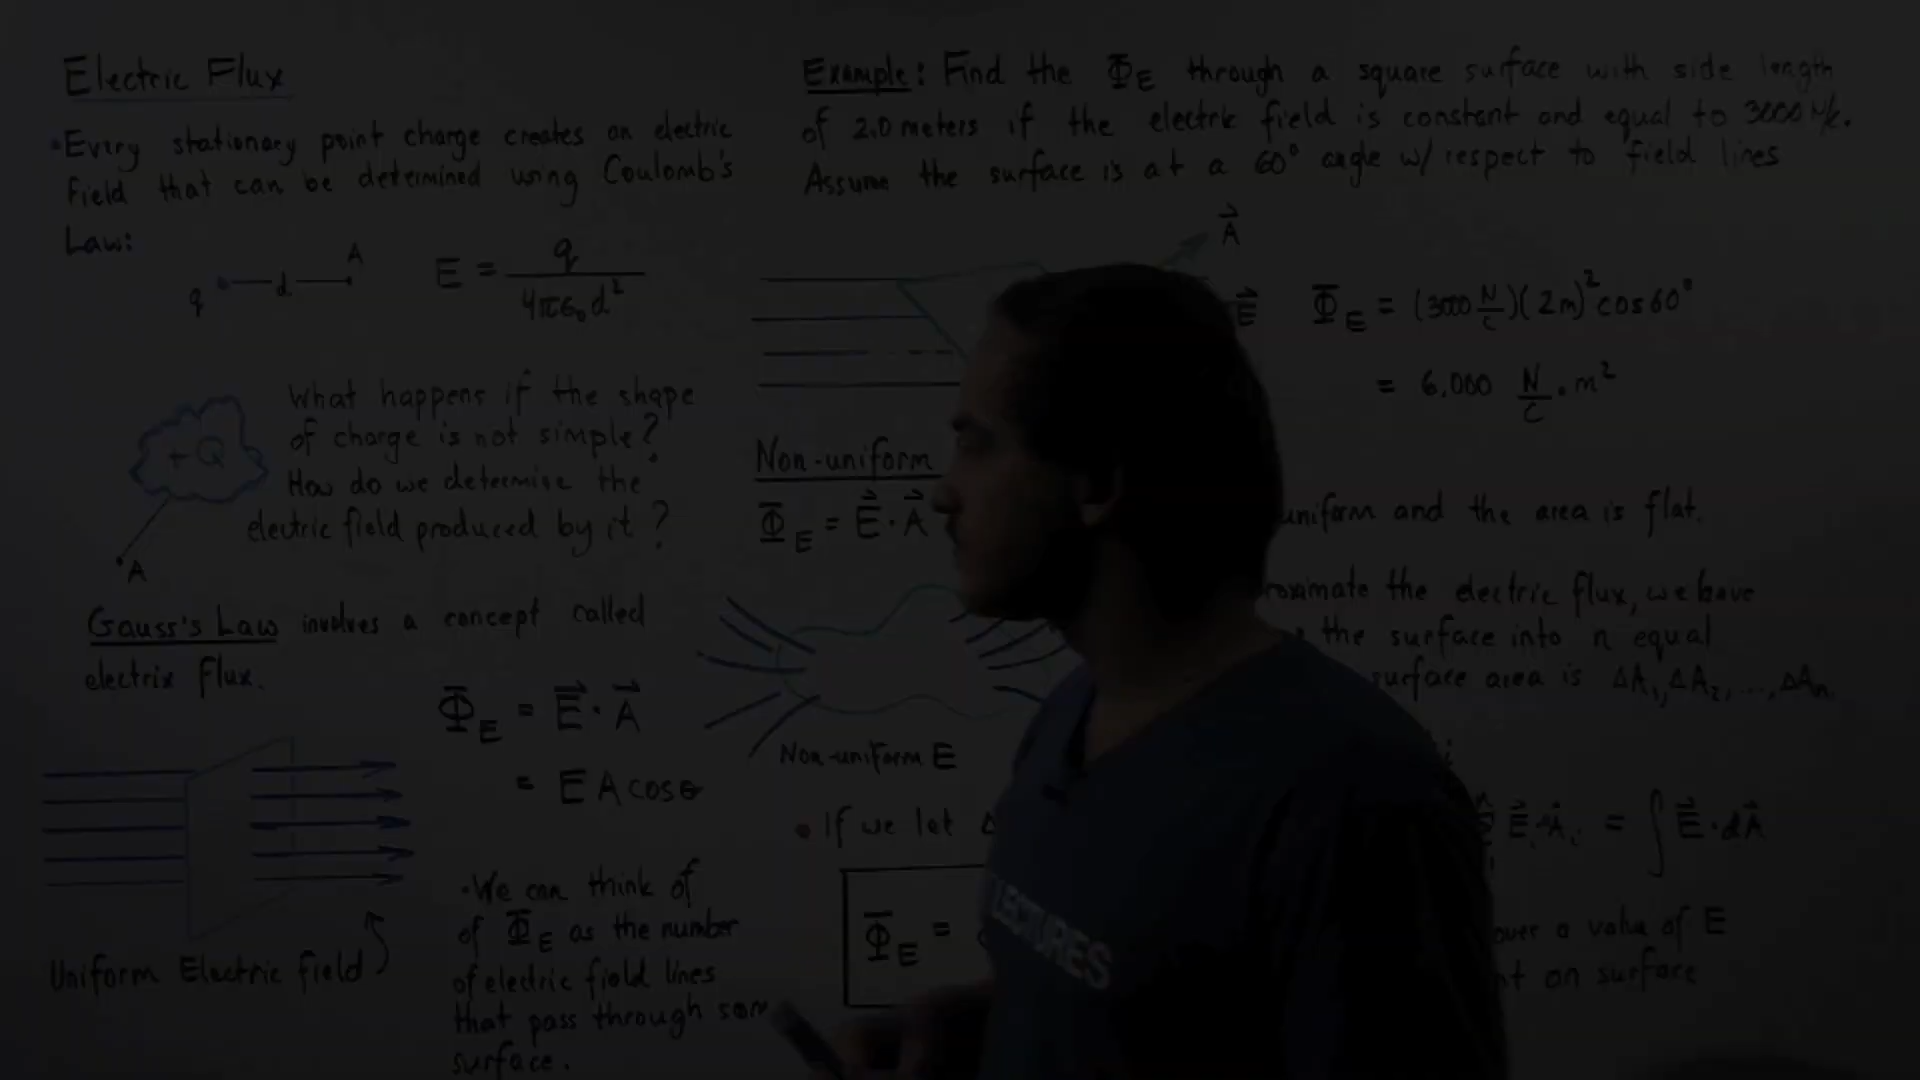 Electric Flux
•Every stationary point charge creates an electric
field that can be determined using Coulomb's
Law:
q d A
E = q / 4πϵ₀d²
What happens if the shape
of charge is not simple?
How do we determine the
electric field produced by it?
+Q
A
Gauss's Law involves a concept called
electrix flux.
Φ_E = E⃗ · A⃗
= E A cosθ
Uniform Electric field
•We can think of
of Φ_E as the number
of electric field lines
that pass through som
surface.
Example: Find the Φ_E through a square surface with side length
of 2.0 meters if the electric field is constant and equal to 3000 N/C.
Assume the surface is at a 60° angle w/ respect to field lines
A⃗
E⃗
Φ_E = (3000 N/C)(2m)² cos60°
= 6,000 N/C · m²
Non-uniform
Φ_E = E⃗ · A⃗
uniform and the area is flat.
Non-uniform E
the electric flux, we have
the surface into n equal
surface area is ΔA₁, ΔA₂, ..., ΔAₙ
• If we let Δ
= ∫ E⃗ · dA⃗
Φ_E =
over a value of E
on surface
LECTURES